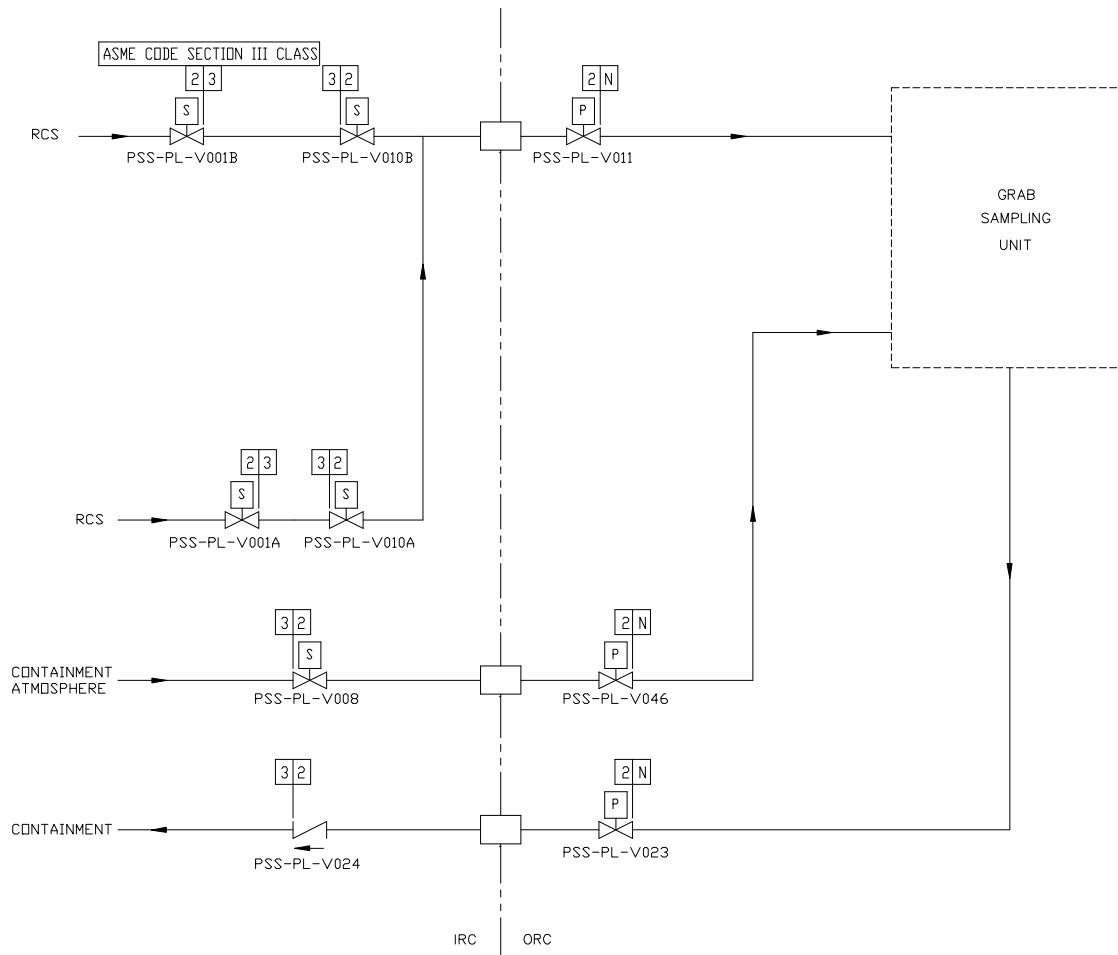 ASME CODE SECTION III CLASS
2 3
3 2
2 N
S
S
P
RCS
PSS-PL-V001B
PSS-PL-V010B
PSS-PL-V011
GRAB
SAMPLING
UNIT
2 3
3 2
S
S
RCS
PSS-PL-V001A
PSS-PL-V010A
3 2
2 N
S
P
CONTAINMENT
ATMOSPHERE
PSS-PL-V008
PSS-PL-V046
3 2
2 N
P
CONTAINMENT
PSS-PL-V024
PSS-PL-V023
IRC
ORC